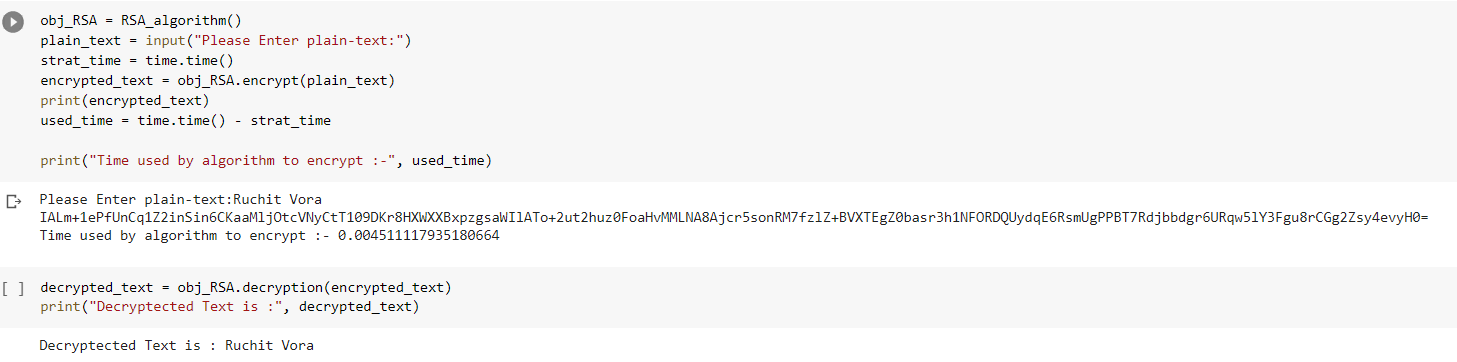 obj_RSA = RSA_algorithm()
plain_text = input("Please Enter plain-text:")
strat_time = time.time()
encrypted_text = obj_RSA.encrypt(plain_text)
print(encrypted_text)
used_time = time.time() - strat_time
print("Time used by algorithm to encrypt :-", used_time)
Please Enter plain-text:Ruchit Vora
IALm+1ePfUnCq1Z2inSin6CKaaMljOtcVNyCtT109DKr8HXWXXBxpzgsaWIlATo+2ut2huz0FoaHvMMLNA8Ajcr5sonRM7fzlZ+BVXTEgZ0basr3h1NFORDQUydqE6RsmUgPPBT7Rdjbbdgr6URqw5lY3Fgu8rCGg2Zsy4evyH0=
Time used by algorithm to encrypt :- 0.004511117935180664
[ ] decrypted_text = obj_RSA.decryption(encrypted_text)
print("Decryptected Text is :", decrypted_text)
Decryptected Text is : Ruchit Vora